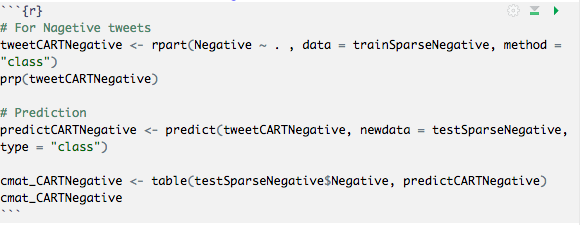 ```{r}
# For Nagetive tweets
tweetCARTNegative <- rpart(Negative ~ . , data = trainSparseNegative, method =
"class")
prp(tweetCARTNegative)
# Prediction
predictCARTNegative <- predict(tweetCARTNegative, newdata = testSparseNegative,
type = "class")
cmat_CARTNegative <- table(testSparseNegative$Negative, predictCARTNegative)
cmat_CARTNegative
```